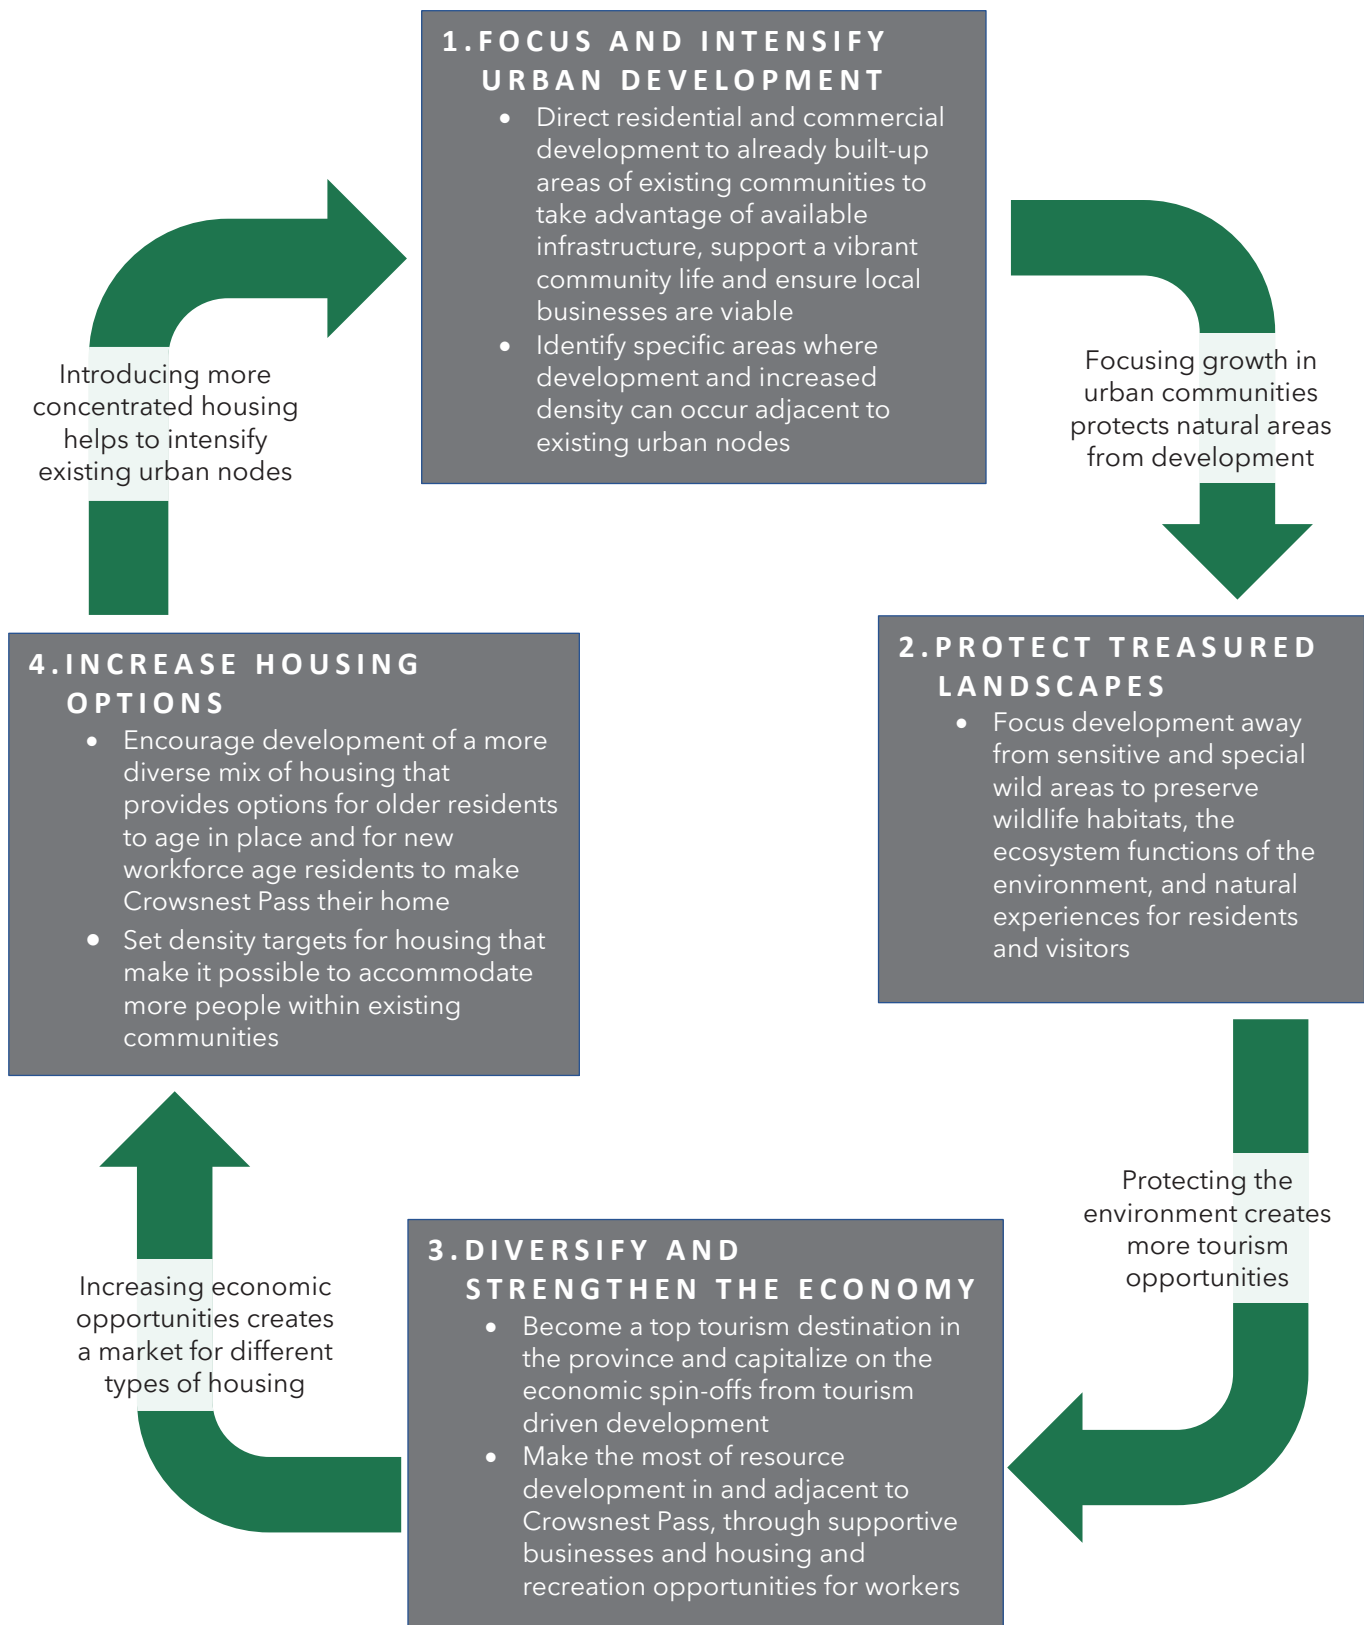 1. FOCUS AND INTENSIFY
URBAN DEVELOPMENT
• Direct residential and commercial
development to already built-up
areas of existing communities to
take advantage of available
infrastructure, support a vibrant
community life and ensure local
businesses are viable
• Identify specific areas where
development and increased
density can occur adjacent to
existing urban nodes
Focusing growth in
urban communities
protects natural areas
from development
2. PROTECT TREASURED
LANDSCAPES
• Focus development away
from sensitive and special
wild areas to preserve
wildlife habitats, the
ecosystem functions of the
environment, and natural
experiences for residents
and visitors
Protecting the
environment creates
more tourism
opportunities
3. DIVERSIFY AND
STRENGTHEN THE ECONOMY
• Become a top tourism destination in
the province and capitalize on the
economic spin-offs from tourism
driven development
• Make the most of resource
development in and adjacent to
Crowsnest Pass, through supportive
businesses and housing and
recreation opportunities for workers
Increasing economic
opportunities creates
a market for different
types of housing
4. INCREASE HOUSING
OPTIONS
• Encourage development of a more
diverse mix of housing that
provides options for older residents
to age in place and for new
workforce age residents to make
Crowsnest Pass their home
• Set density targets for housing that
make it possible to accommodate
more people within existing
communities
Introducing more
concentrated housing
helps to intensify
existing urban nodes